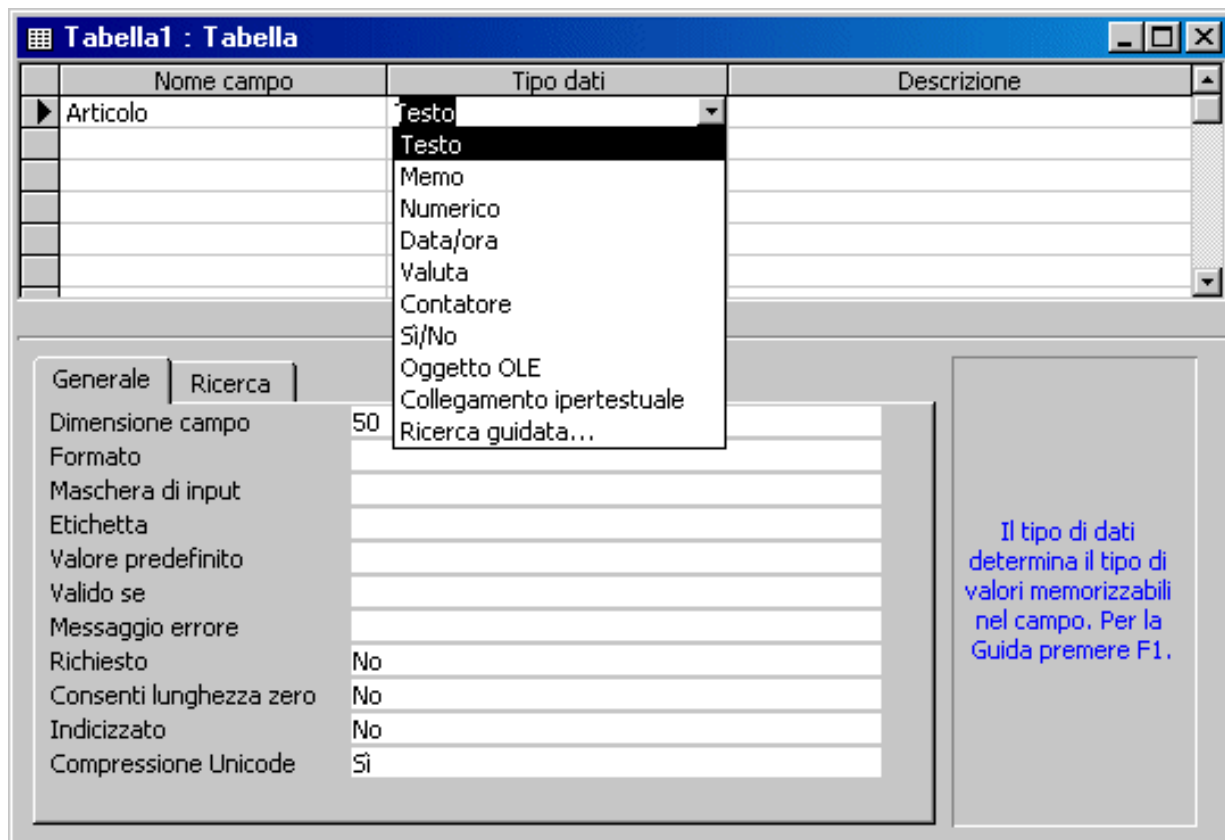 Tabella1 : Tabella
Nome campo Tipo dati Descrizione
Articolo Testo
Testo
Memo
Numerico
Data/ora
Valuta
Contatore
Sì/No
Oggetto OLE
Collegamento ipertestuale
Ricerca guidata...
Generale Ricerca
Dimensione campo 50
Formato
Maschera di input
Etichetta
Valore predefinito
Valido se
Messaggio errore
Richiesto No
Consenti lunghezza zero No
Indicizzato No
Compressione Unicode Sì
Il tipo di dati
determina il tipo di
valori memorizzabili
nel campo. Per la
Guida premere F1.